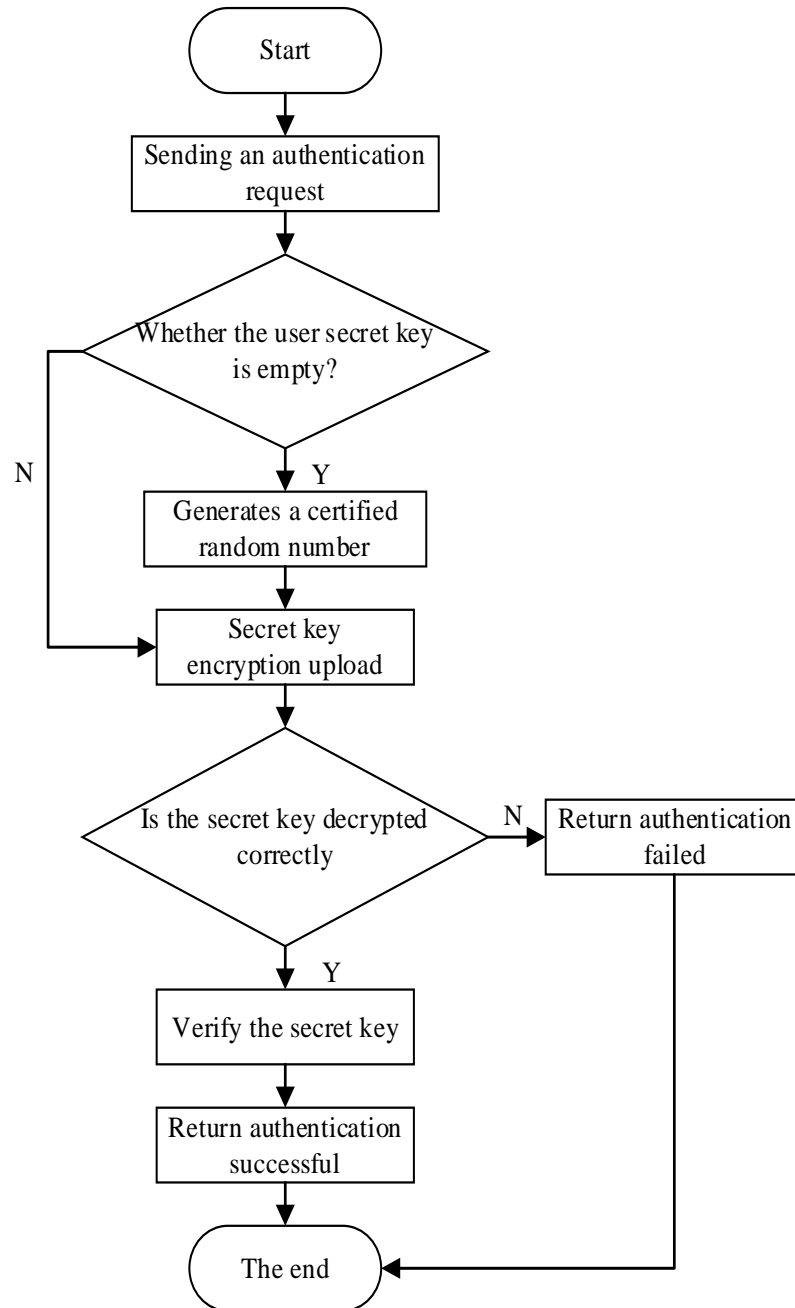 Start
Sending an authentication
request
Whether the user secret key
is empty?
N
Y
Generates a certified
random number
Secret key
encryption upload
Is the secret key decrypted
correctly
N
Return authentication
failed
Y
Verify the secret key
Return authentication
successful
The end